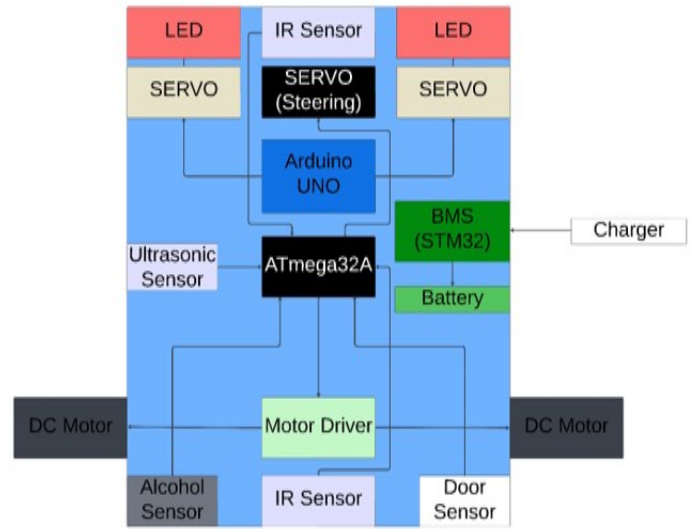 LED
IR Sensor
LED
SERVO
SERVO
(Steering)
SERVO
Arduino
UNO
BMS
(STM32)
Charger
Ultrasonic
Sensor
ATmega32A
Battery
DC Motor
Motor Driver
DC Motor
Alcohol
Sensor
IR Sensor
Door
Sensor